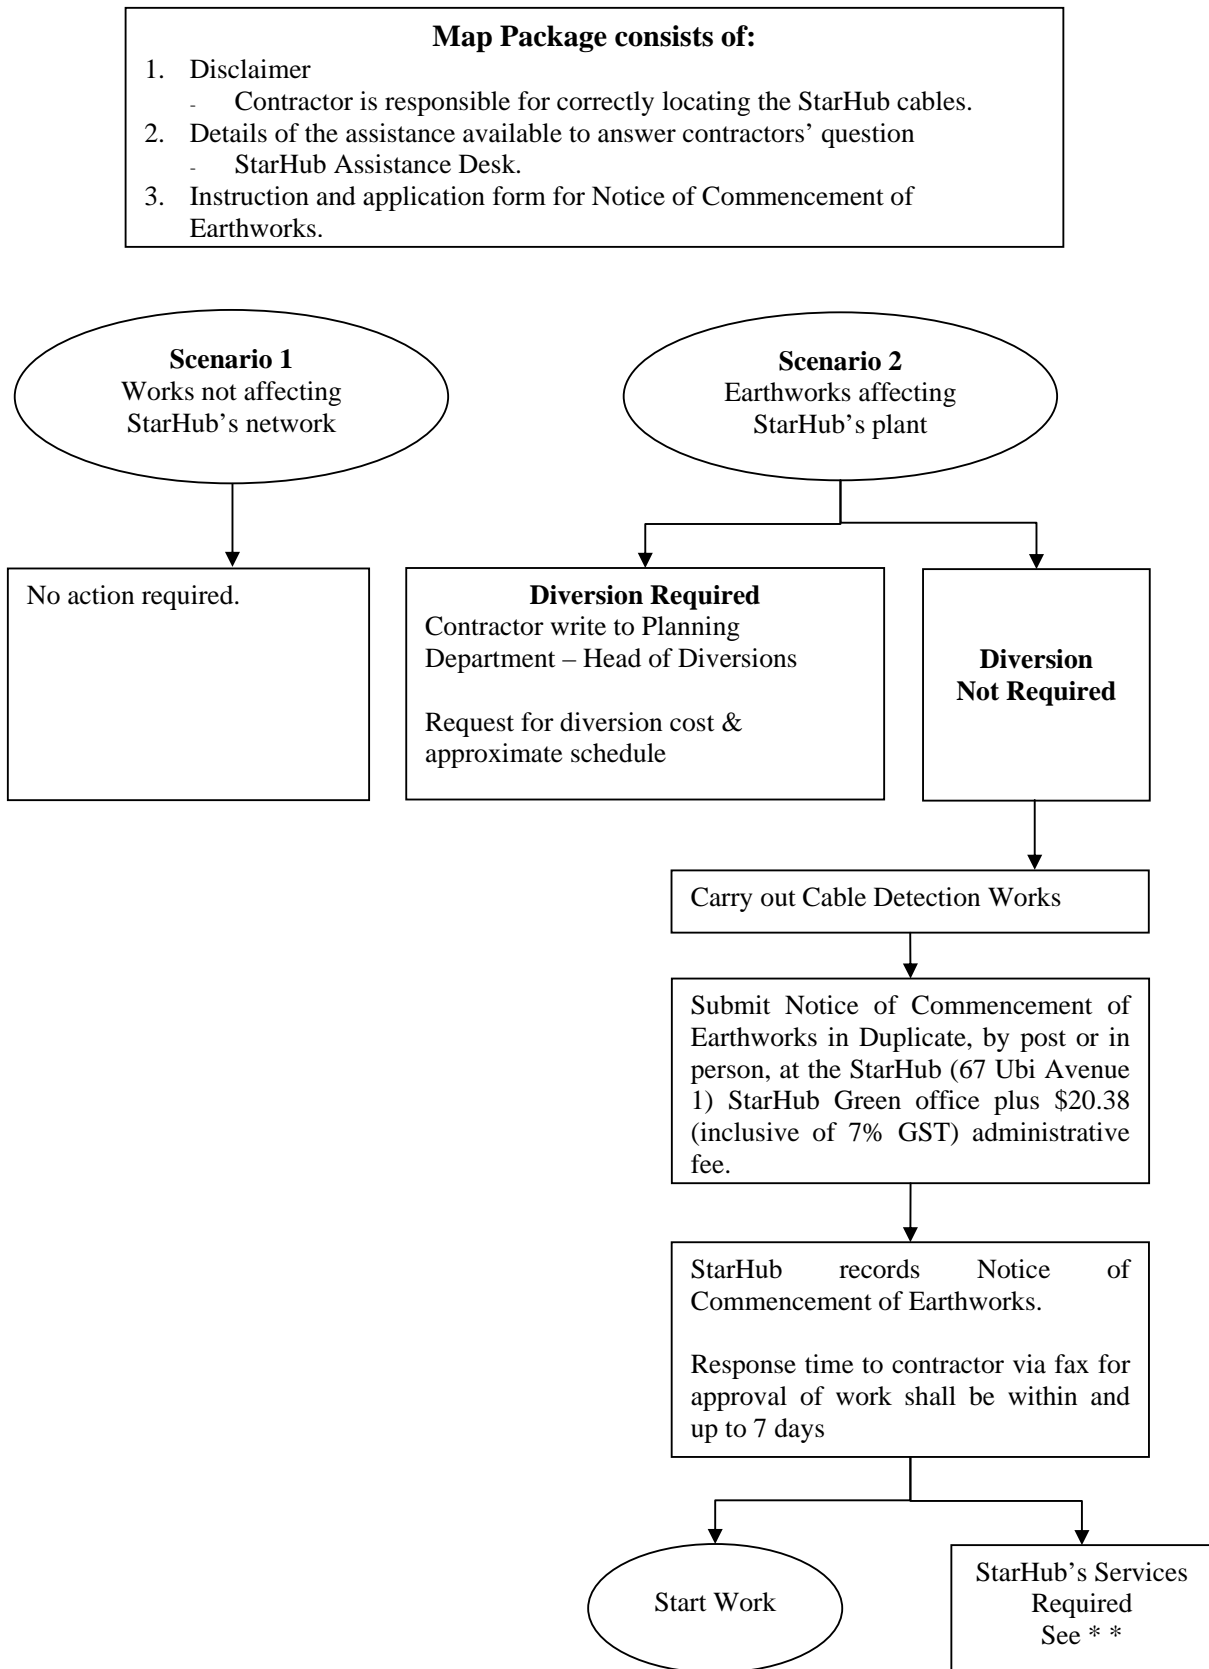 Map Package consists of:
1. Disclaimer
- Contractor is responsible for correctly locating the StarHub cables.
2. Details of the assistance available to answer contractors’ question
- StarHub Assistance Desk.
3. Instruction and application form for Notice of Commencement of
Earthworks.
Scenario 1
Works not affecting
StarHub’s network
Scenario 2
Earthworks affecting
StarHub’s plant
No action required.
Diversion Required
Contractor write to Planning
Department – Head of Diversions
Request for diversion cost &
approximate schedule
Diversion
Not Required
Carry out Cable Detection Works
Submit Notice of Commencement of
Earthworks in Duplicate, by post or in
person, at the StarHub (67 Ubi Avenue
1) StarHub Green office plus $20.38
(inclusive of 7% GST) administrative
fee.
StarHub records Notice of
Commencement of Earthworks.
Response time to contractor via fax for
approval of work shall be within and
up to 7 days
Start Work
StarHub’s Services
Required
See * *